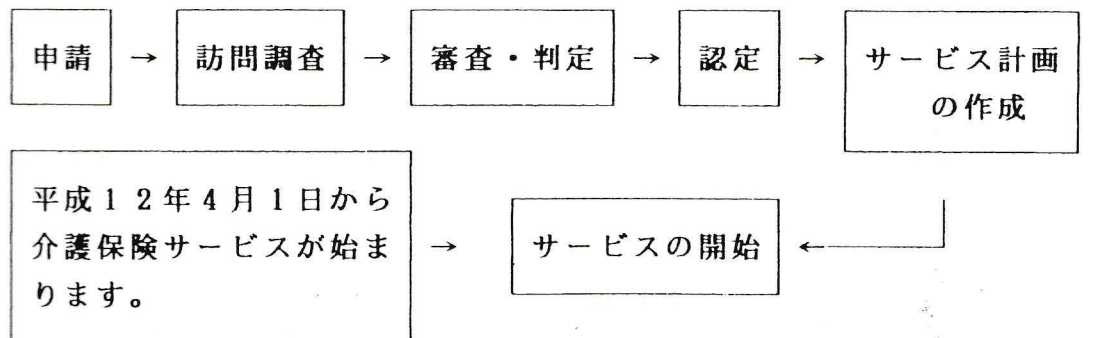 申請 → 訪問調査 → 審査・判定 → 認定 → サービス計画
の作成
平成12年4月1日から
介護保険サービスが始ま
ります。
→ サービスの開始 ←